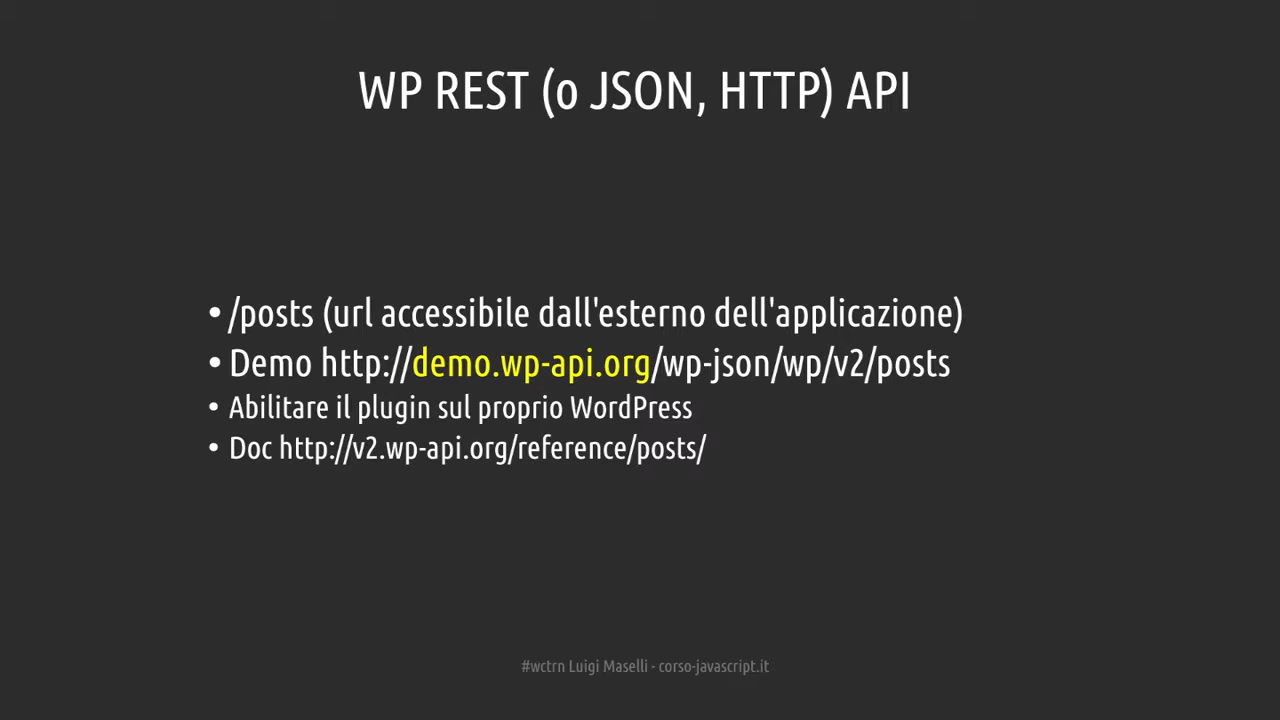 WP REST (o JSON, HTTP) API
• /posts (url accessibile dall'esterno dell'applicazione)
• Demo http://demo.wp-api.org/wp-json/wp/v2/posts
• Abilitare il plugin sul proprio WordPress
• Doc http://v2.wp-api.org/reference/posts/
#wctrn Luigi Maselli - corso-javascript.it